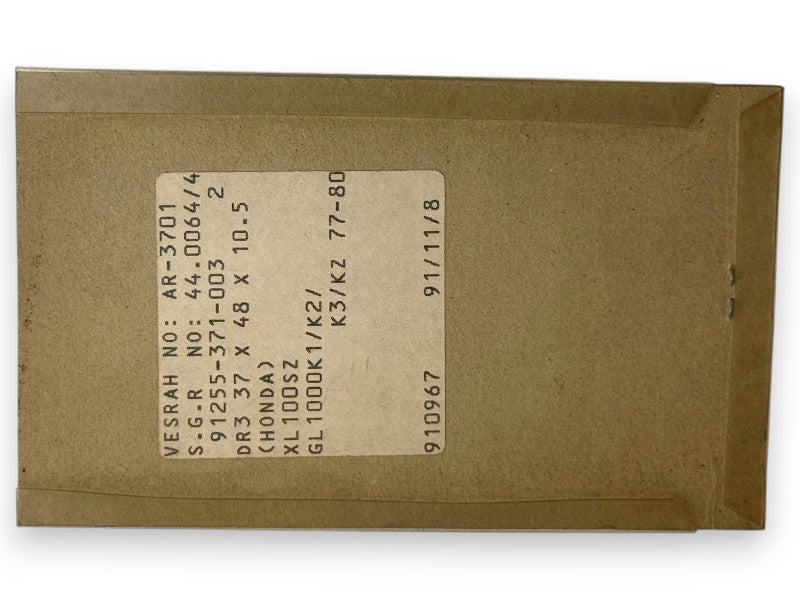 VESRAH NO: AR-3701
S.G.R NO: 44.0064/4
91255-371-003 2
DR3 37 X 48 X 10.5
(HONDA)
XL100SZ
GL1000K1/K2/
K3/KZ 77-80
910967 91/11/8